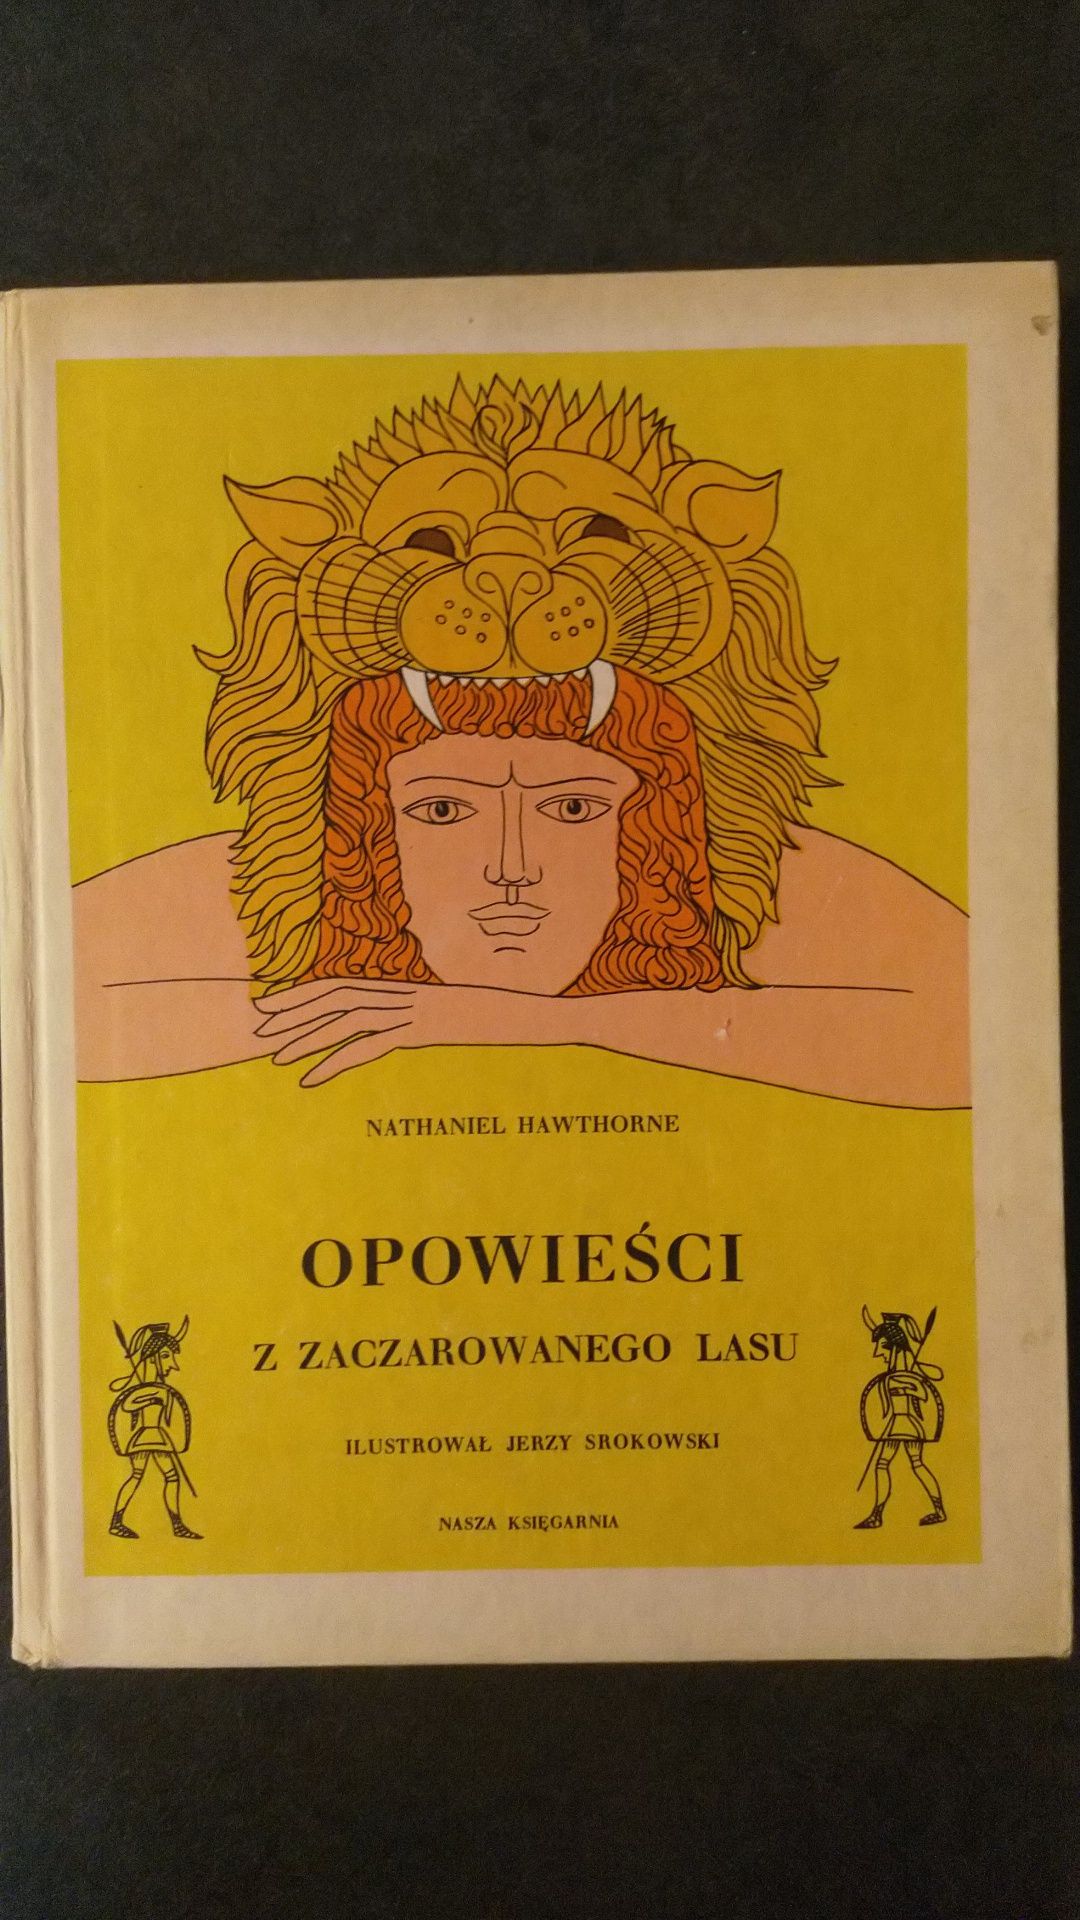 NATHANIEL HAWTHORNE
OPOWIEŚCI
Z ZACZAROWANEGO LASU
ILUSTROWAŁ JERZY SROKOWSKI
NASZA KSIĘGARNIA